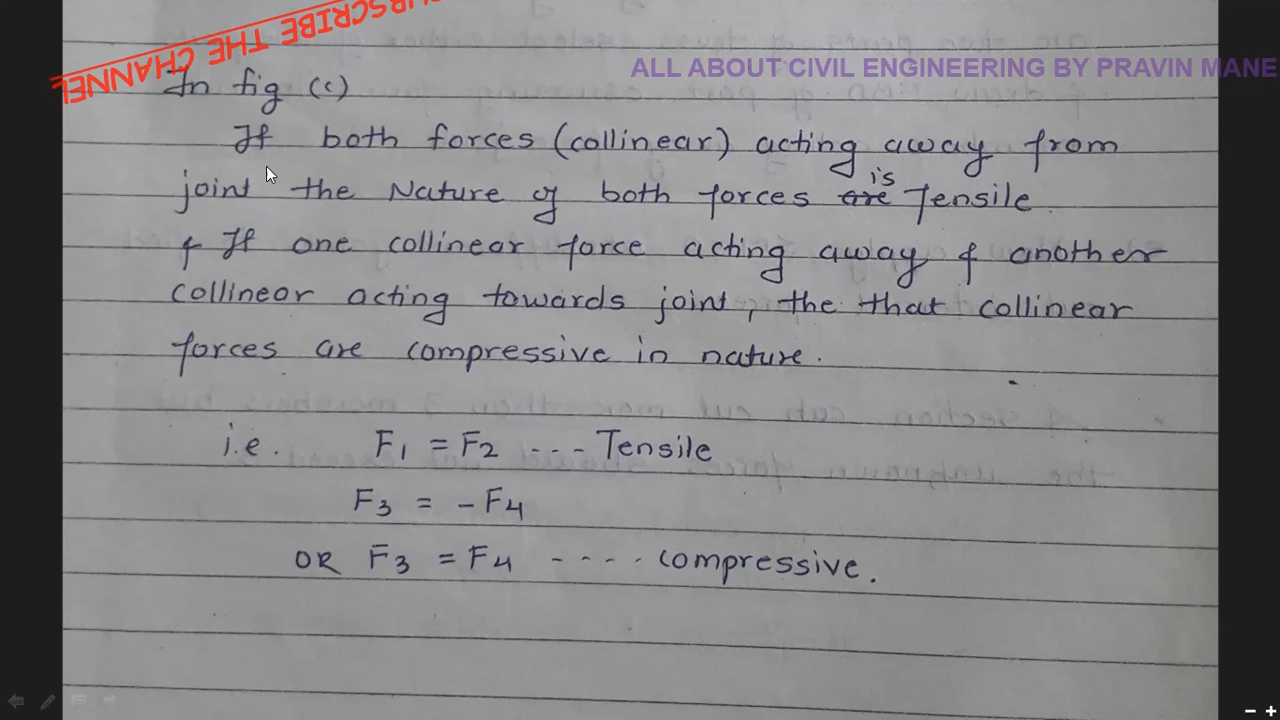 SUBSCRIBE THE CHANNEL
ALL ABOUT CIVIL ENGINEERING BY PRAVIN MANE
In fig (c)
If both forces (collinear) acting away from
joint the Nature of both forces are is Tensile.
& If one collinear force acting away & another
collinear acting towards joint, the that collinear
forces are compressive in nature.
i.e. F1 = F2 --- Tensile
F3 = -F4
OR F3 = F4 ---- compressive.